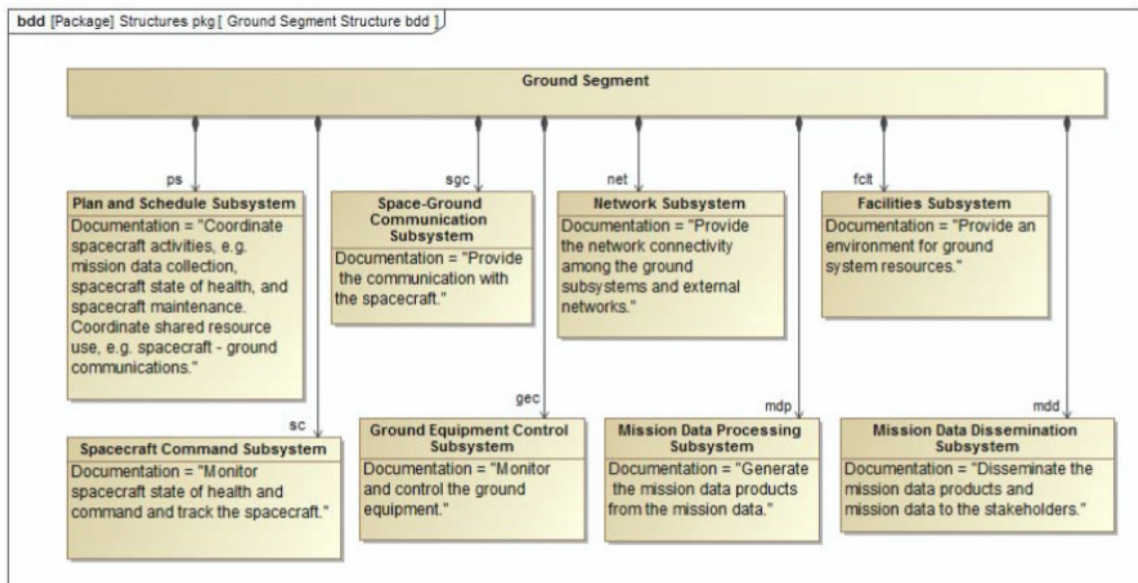 bdd [Package] Structures pkg [ Ground Segment Structure bdd ]
Ground Segment
ps
Plan and Schedule Subsystem
Documentation = "Coordinate
spacecraft activities, e.g.
mission data collection,
spacecraft state of health, and
spacecraft maintenance.
Coordinate shared resource
use, e.g. spacecraft - ground
communications."
sgc
Space-Ground
Communication
Subsystem
Documentation = "Provide
the communication with
the spacecraft."
net
Network Subsystem
Documentation = "Provide
the network connectivity
among the ground
subsystems and external
networks."
fclt
Facilities Subsystem
Documentation = "Provide an
environment for ground
system resources."
sc
Spacecraft Command Subsystem
Documentation = "Monitor
spacecraft state of health and
command and track the spacecraft."
gec
Ground Equipment Control
Subsystem
Documentation = "Monitor
and control the ground
equipment."
mdp
Mission Data Processing
Subsystem
Documentation = "Generate
the mission data products
from the mission data."
mdd
Mission Data Dissemination
Subsystem
Documentation = "Disseminate the
mission data products and
mission data to the stakeholders."